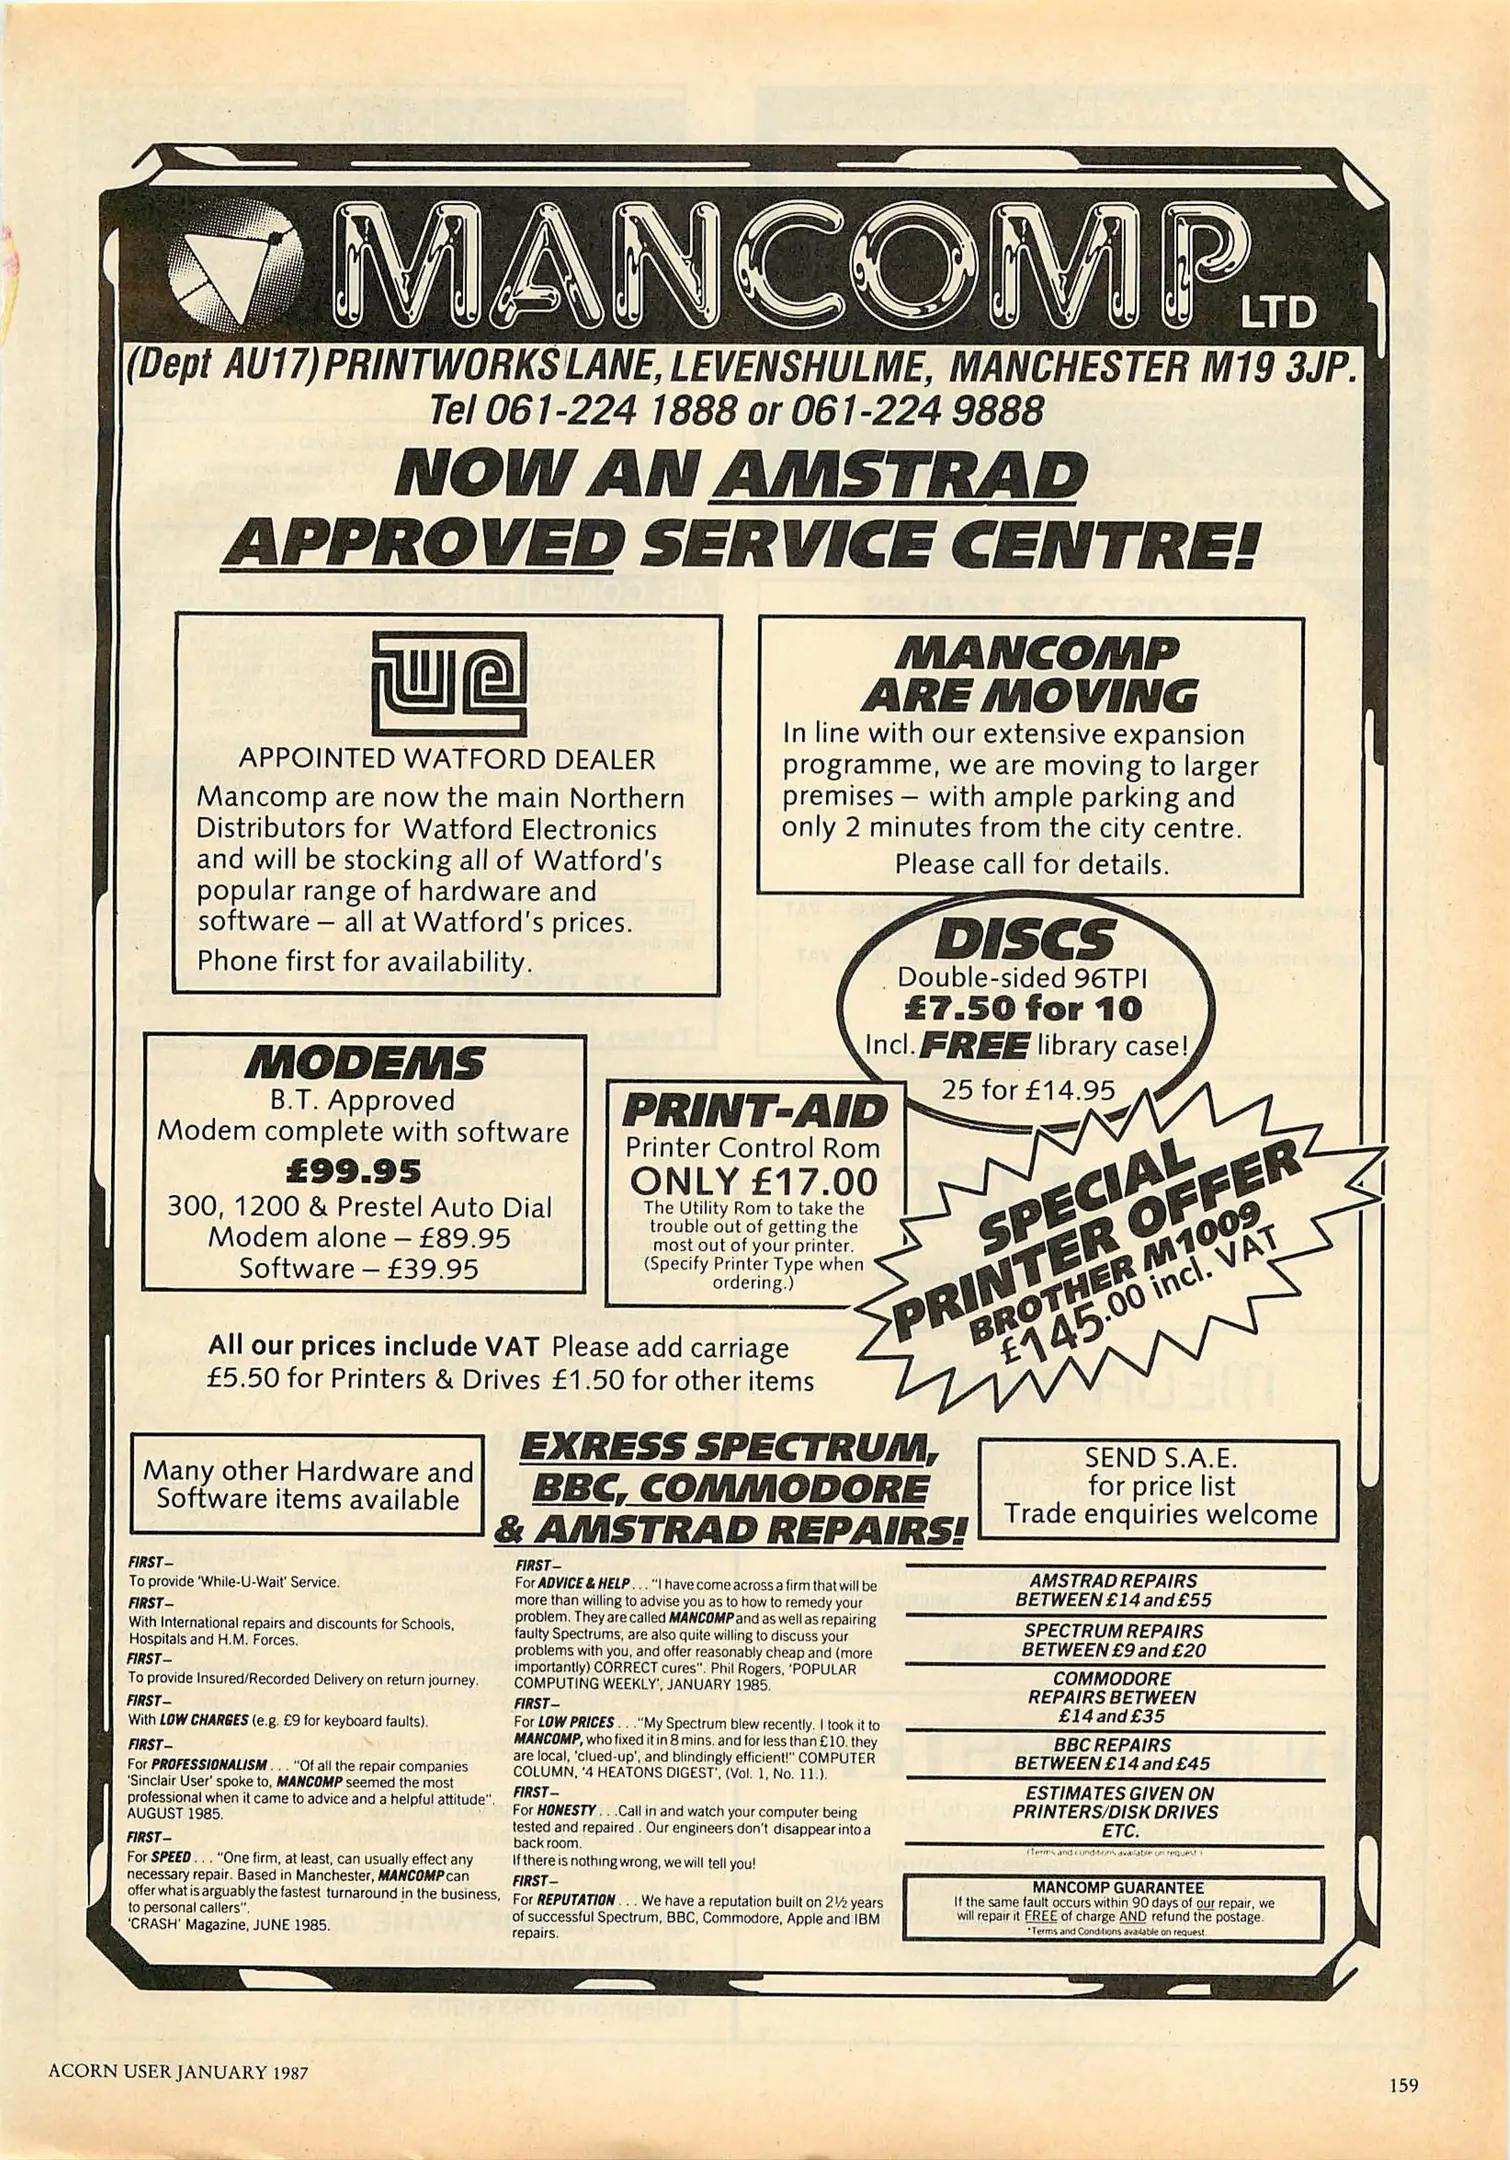 MANCOMP LTD
(Dept AU17) PRINTWORKS LANE, LEVENSHULME, MANCHESTER M19 3JP.
Tel 061-224 1888 or 061-224 9888
NOW AN AMSTRAD
APPROVED SERVICE CENTRE!
we
APPOINTED WATFORD DEALER
Mancomp are now the main Northern
Distributors for Watford Electronics
and will be stocking all of Watford's
popular range of hardware and
software – all at Watford's prices.
Phone first for availability.
MANCOMP
ARE MOVING
In line with our extensive expansion
programme, we are moving to larger
premises – with ample parking and
only 2 minutes from the city centre.
Please call for details.
DISCS
Double-sided 96TPI
£7.50 for 10
Incl. FREE library case!
25 for £14.95
MODEMS
B.T. Approved
Modem complete with software
£99.95
300, 1200 & Prestel Auto Dial
Modem alone – £89.95
Software – £39.95
PRINT-AID
Printer Control Rom
ONLY £17.00
The Utility Rom to take the
trouble out of getting the
most out of your printer.
(Specify Printer Type when
ordering.)
SPECIAL
PRINTER OFFER
BROTHER M1009
£145.00 incl. VAT
All our prices include VAT Please add carriage
£5.50 for Printers & Drives £1.50 for other items
Many other Hardware and
Software items available
EXRESS SPECTRUM,
BBC, COMMODORE
& AMSTRAD REPAIRS!
SEND S.A.E.
for price list
Trade enquiries welcome
FIRST–
To provide 'While-U-Wait' Service.
FIRST–
With International repairs and discounts for Schools,
Hospitals and H.M. Forces.
FIRST–
To provide Insured/Recorded Delivery on return journey.
FIRST–
With LOW CHARGES (e.g. £9 for keyboard faults).
FIRST–
For PROFESSIONALISM . . . "Of all the repair companies
'Sinclair User' spoke to, MANCOMP seemed the most
professional when it came to advice and a helpful attitude".
AUGUST 1985.
FIRST–
For SPEED . . . "One firm, at least, can usually effect any
necessary repair. Based in Manchester, MANCOMP can
offer what is arguably the fastest turnaround in the business,
to personal callers".
'CRASH' Magazine, JUNE 1985.
FIRST–
For ADVICE & HELP . . . "I have come across a firm that will be
more than willing to advise you as to how to remedy your
problem. They are called MANCOMP and as well as repairing
faulty Spectrums, are also quite willing to discuss your
problems with you, and offer reasonably cheap and (more
importantly) CORRECT cures". Phil Rogers, 'POPULAR
COMPUTING WEEKLY', JANUARY 1985.
FIRST–
For LOW PRICES . . . "My Spectrum blew recently. I took it to
MANCOMP, who fixed it in 8 mins. and for less than £10. they
are local, 'clued-up', and blindingly efficient!" COMPUTER
COLUMN, '4 HEATONS DIGEST', (Vol. 1, No. 11.).
FIRST–
For HONESTY . . .Call in and watch your computer being
tested and repaired . Our engineers don't disappear into a
back room.
If there is nothing wrong, we will tell you!
FIRST–
For REPUTATION . . . We have a reputation built on 2½ years
of successful Spectrum, BBC, Commodore, Apple and IBM
repairs.
AMSTRAD REPAIRS
BETWEEN £14 and £55
SPECTRUM REPAIRS
BETWEEN £9 and £20
COMMODORE
REPAIRS BETWEEN
£14 and £35
BBC REPAIRS
BETWEEN £14 and £45
ESTIMATES GIVEN ON
PRINTERS/DISK DRIVES
ETC.
(Terms and conditions available on request)
MANCOMP GUARANTEE
If the same fault occurs within 90 days of our repair, we
will repair it FREE of charge AND refund the postage.
*Terms and Conditions available on request.
ACORN USER JANUARY 1987
159